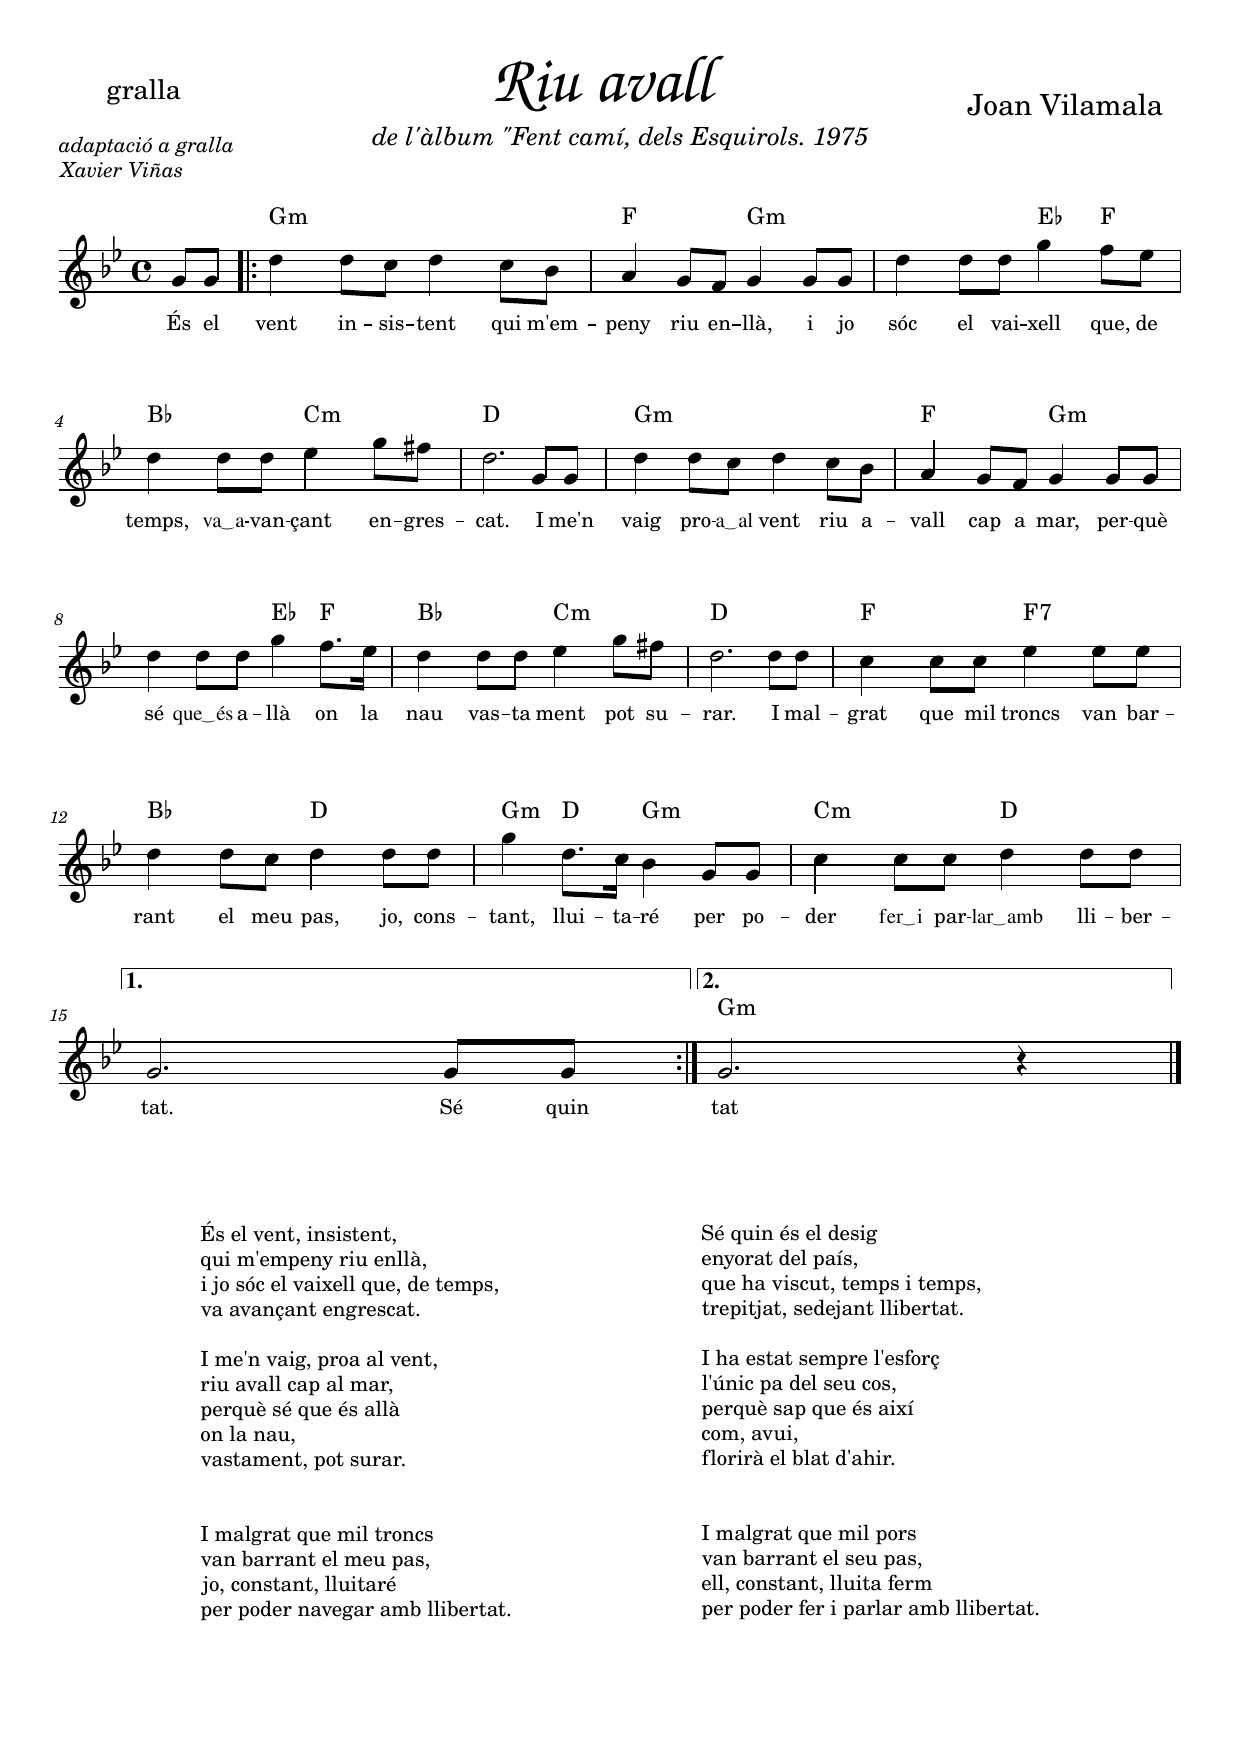 Riu avall
gralla
Joan Vilamala
de l'àlbum "Fent camí, dels Esquirols. 1975
adaptació a gralla
Xavier Viñas
Gm F Gm E♭ F
És el vent in – sis – tent qui m'em – peny riu en – llà, i jo sóc el vai – xell que, de
4
B♭ Cm D Gm F Gm
temps, va‿a-van-çant en – gres – cat. I me'n vaig pro-a‿al vent riu a – vall cap a mar, per-què
8
E♭ F B♭ Cm D F F7
sé que‿és a – llà on la nau vas – ta ment pot su – rar. I mal – grat que mil troncs van bar –
12
B♭ D Gm D Gm Cm D
rant el meu pas, jo, cons – tant, llui – ta – ré per po – der fer‿i par-lar‿amb lli – ber –
1. 2.
15
Gm
tat. Sé quin tat
És el vent, insistent,
qui m'empeny riu enllà,
i jo sóc el vaixell que, de temps,
va avançant engrescat.
I me'n vaig, proa al vent,
riu avall cap al mar,
perquè sé que és allà
on la nau,
vastament, pot surar.
I malgrat que mil troncs
van barrant el meu pas,
jo, constant, lluitaré
per poder navegar amb llibertat.
Sé quin és el desig
enyorat del país,
que ha viscut, temps i temps,
trepitjat, sedejant llibertat.
I ha estat sempre l'esforç
l'únic pa del seu cos,
perquè sap que és així
com, avui,
florirà el blat d'ahir.
I malgrat que mil pors
van barrant el seu pas,
ell, constant, lluita ferm
per poder fer i parlar amb llibertat.